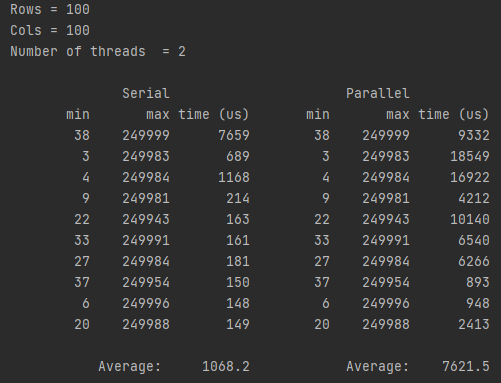 Rows = 100
Cols = 100
Number of threads  = 2
Serial Parallel
min max time (us) min max time (us)
38 249999 7659 38 249999 9332
3 249983 689 3 249983 18549
4 249984 1168 4 249984 16922
9 249981 214 9 249981 4212
22 249943 163 22 249943 10140
33 249991 161 33 249991 6540
27 249984 181 27 249984 6266
37 249954 150 37 249954 893
6 249996 148 6 249996 948
20 249988 149 20 249988 2413
Average: 1068.2 Average: 7621.5